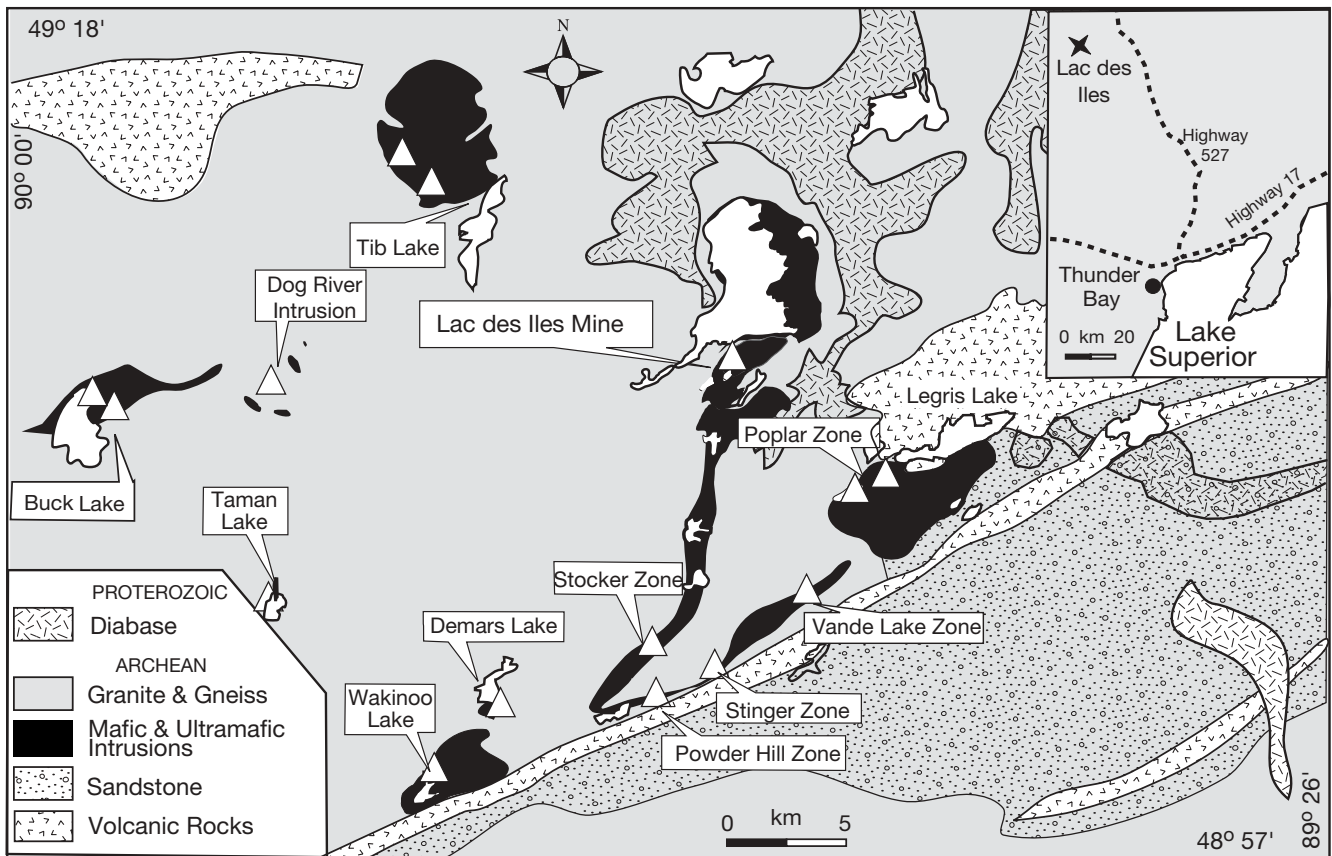 49º 18'
90º 00'
N
Tib Lake
Dog River
Intrusion
Lac des Iles Mine
Legris Lake
Poplar Zone
Buck Lake
Taman
Lake
Stocker Zone
Demars Lake
Vande Lake Zone
Wakinoo
Lake
Stinger Zone
Powder Hill Zone
Lac des
Iles
Highway
527
Highway 17
Thunder
Bay
0 km 20
Lake
Superior
PROTEROZOIC
Diabase
ARCHEAN
Granite & Gneiss
Mafic & Ultramafic
Intrusions
Sandstone
Volcanic Rocks
0 km 5
48º 57'
89º 26'